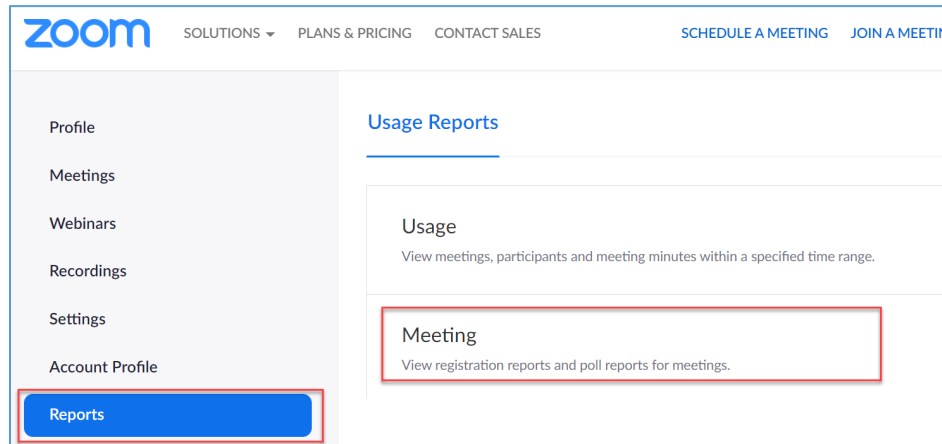 zoom SOLUTIONS PLANS & PRICING CONTACT SALES SCHEDULE A MEETING JOIN A
Profile
Meetings
Webinars
Recordings
Settings
Account Profile
Reports
Usage Reports
Usage
View meetings, participants and meeting minutes within a specified time range.
Meeting
View registration reports and poll reports for meetings.